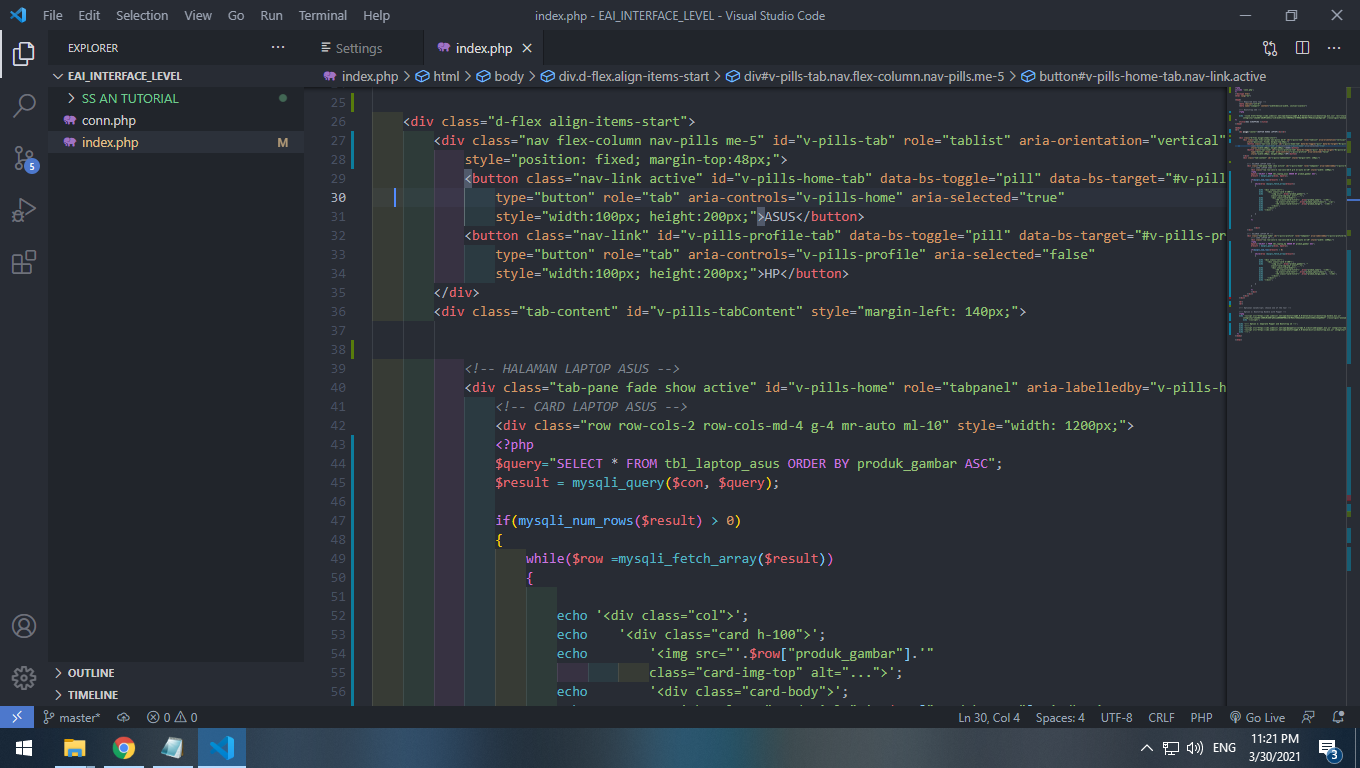 File Edit Selection View Go Run Terminal Help index.php - EAI_INTERFACE_LEVEL - Visual Studio Code
EXPLORER ··· Settings index.php
EAI_INTERFACE_LEVEL index.php > html > body > div.d-flex.align-items-start > div#v-pills-tab.nav.flex-column.nav-pills.me-5 > button#v-pills-home-tab.nav-link.active
SS AN TUTORIAL
conn.php
index.php M
5
25
26 <div class="d-flex align-items-start">
27 <div class="nav flex-column nav-pills me-5" id="v-pills-tab" role="tablist" aria-orientation="vertical"
28 style="position: fixed; margin-top:48px;">
29 <button class="nav-link active" id="v-pills-home-tab" data-bs-toggle="pill" data-bs-target="#v-pill
30 type="button" role="tab" aria-controls="v-pills-home" aria-selected="true"
31 style="width:100px; height:200px;">ASUS</button>
32 <button class="nav-link" id="v-pills-profile-tab" data-bs-toggle="pill" data-bs-target="#v-pills-pr
33 type="button" role="tab" aria-controls="v-pills-profile" aria-selected="false"
34 style="width:100px; height:200px;">HP</button>
35 </div>
36 <div class="tab-content" id="v-pills-tabContent" style="margin-left: 140px;">
37
38
39 <!-- HALAMAN LAPTOP ASUS -->
40 <div class="tab-pane fade show active" id="v-pills-home" role="tabpanel" aria-labelledby="v-pills-h
41 <!-- CARD LAPTOP ASUS -->
42 <div class="row row-cols-2 row-cols-md-4 g-4 mr-auto ml-10" style="width: 1200px;">
43 <?php
44 $query="SELECT * FROM tbl_laptop_asus ORDER BY produk_gambar ASC";
45 $result = mysqli_query($con, $query);
46
47 if(mysqli_num_rows($result) > 0)
48 {
49 while($row =mysqli_fetch_array($result))
50 {
51
52 echo '<div class="col">';
53 echo '<div class="card h-100">';
54 echo '<img src="'.$row["produk_gambar"].'"
55 class="card-img-top" alt="...">';
56 echo '<div class="card-body">';
OUTLINE
TIMELINE
master* 0 0 Ln 30, Col 4 Spaces: 4 UTF-8 CRLF PHP Go Live
ENG 11:21 PM
3/30/2021 3